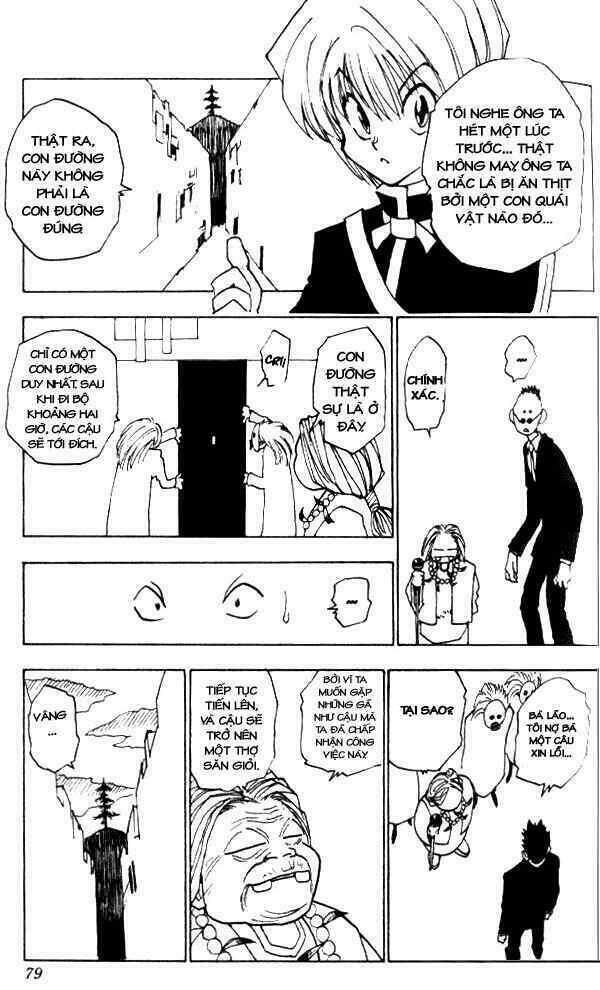 TÔI NGHE ÔNG TA
HÉT MỘT LÚC
TRƯỚC... THẬT
KHÔNG MAY, ÔNG TA
CHẮC LÀ BỊ ĂN THỊT
BỞI MỘT CON QUÁI
VẬT NÀO ĐÓ...
THẬT RA,
CON ĐƯỜNG
NÀY KHÔNG
PHẢI LÀ
CON ĐƯỜNG
ĐÚNG
CHÍNH
XÁC.
CON
ĐƯỜNG
THẬT
SỰ LÀ Ở
ĐÂY.
CHỈ CÓ MỘT
CON ĐƯỜNG
DUY NHẤT. SAU
KHI ĐI BỘ
KHOẢNG HAI
GIỜ, CÁC CẬU
SẼ TỚI ĐÍCH.
BÀ LÃO...
TÔI NỢ BÀ
MỘT CÂU
XIN LỖI...
TẠI SAO?
BỞI VÌ TA
MUỐN GẶP
NHỮNG GÃ
NHƯ CẬU MÀ
TA ĐÃ CHẤP
NHẬN CÔNG
VIỆC NÀY.
TIẾP TỤC
TIẾN LÊN,
VÀ CẬU SẼ
TRỞ NÊN
MỘT THỢ
SĂN GIỎI.
VÂNG
...
79